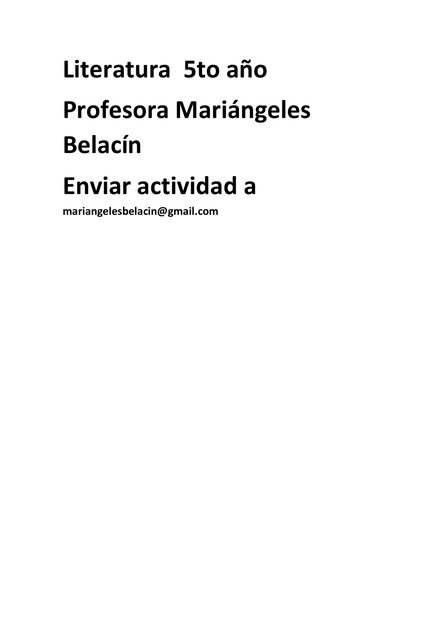 Literatura  5to año
Profesora Mariángeles
Belacín
Enviar actividad a
mariangelesbelacin@gmail.com